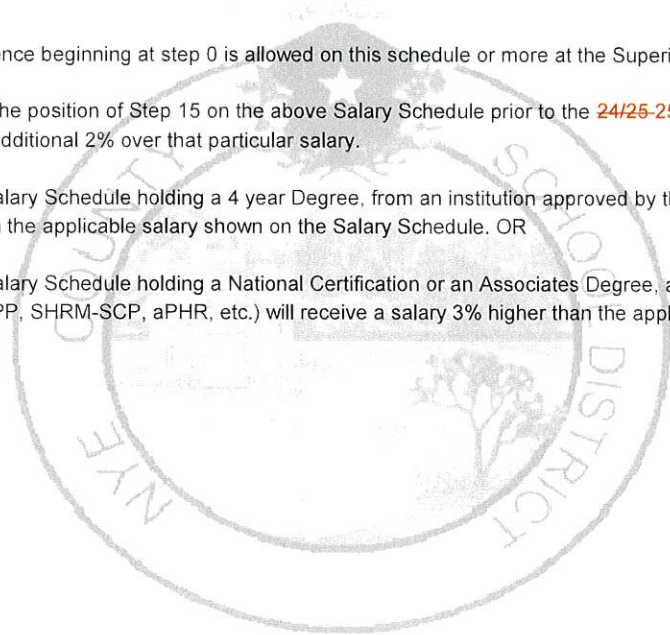 ence beginning at step 0 is allowed on this schedule or more at the Superi
he position of Step 15 on the above Salary Schedule prior to the 24/25 25
additional 2% over that particular salary.
alary Schedule holding a 4 year Degree, from an institution approved by th
the applicable salary shown on the Salary Schedule. OR
alary Schedule holding a National Certification or an Associates Degree, a
PP, SHRM-SCP, aPHR, etc.) will receive a salary 3% higher than the appl
NYE COUNTY SCHOOL DISTRICT